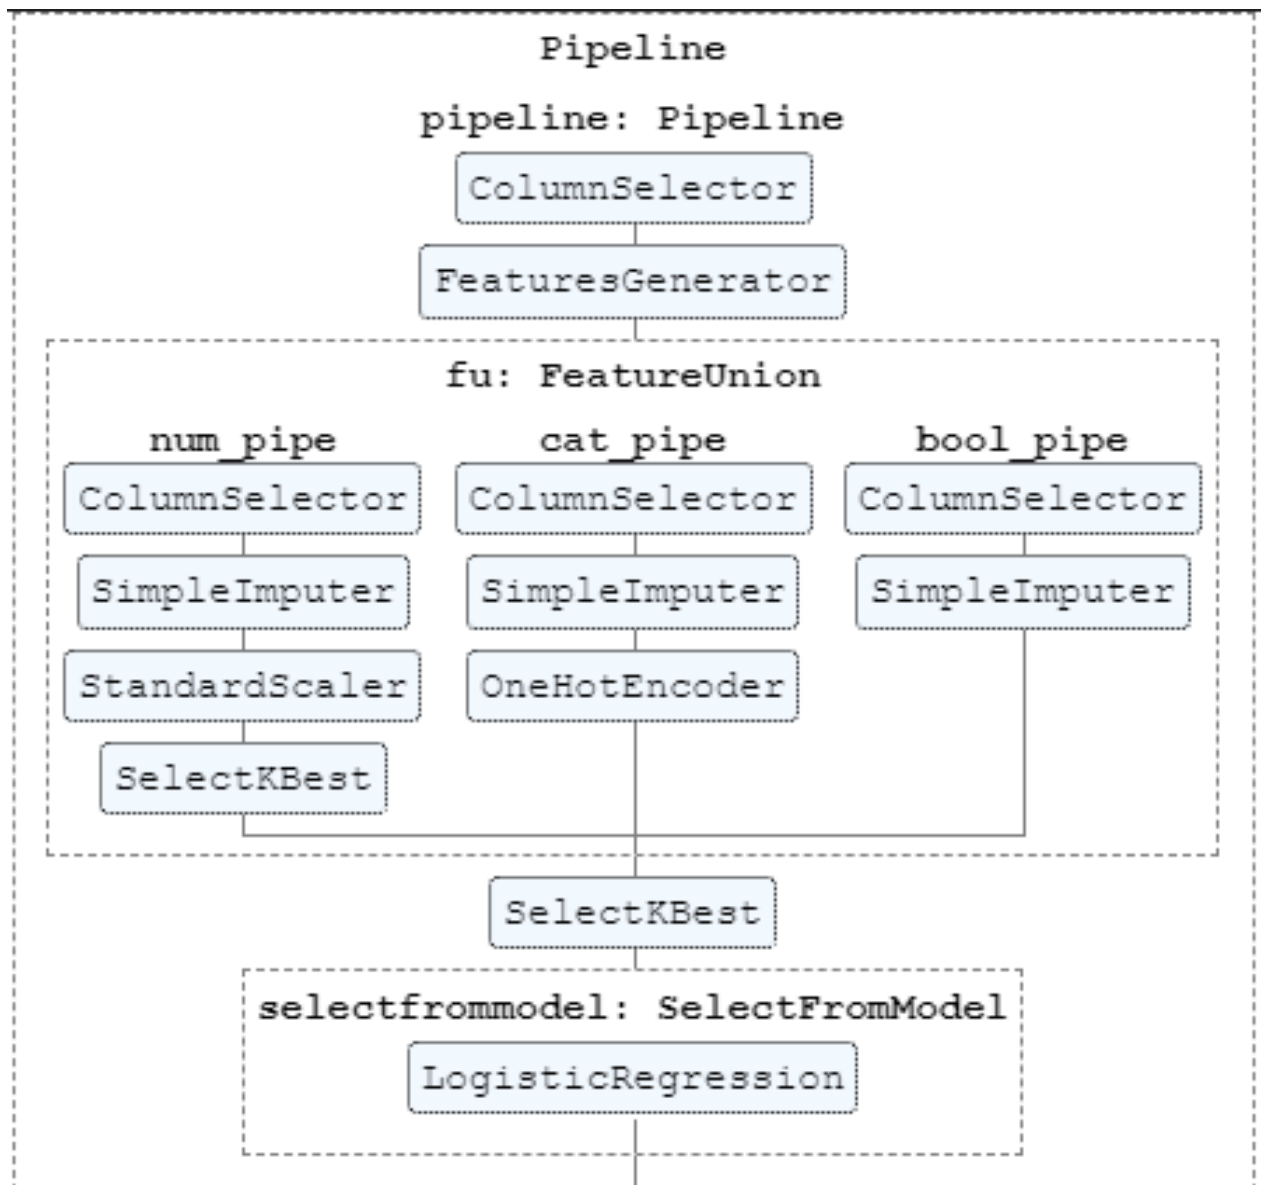 Pipeline
pipeline: Pipeline
ColumnSelector
FeaturesGenerator
fu: FeatureUnion
num_pipe cat_pipe bool_pipe
ColumnSelector ColumnSelector ColumnSelector
SimpleImputer SimpleImputer SimpleImputer
StandardScaler OneHotEncoder
SelectKBest
SelectKBest
selectfrommodel: SelectFromModel
LogisticRegression